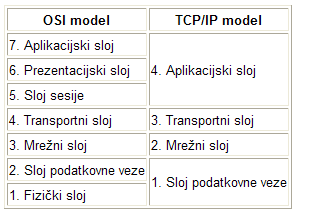 OSI model TCP/IP model
7. Aplikacijski sloj
6. Prezentacijski sloj
5. Sloj sesije
4. Aplikacijski sloj
4. Transportni sloj 3. Transportni sloj
3. Mrežni sloj 2. Mrežni sloj
2. Sloj podatkovne veze
1. Fizički sloj
1. Sloj podatkovne veze